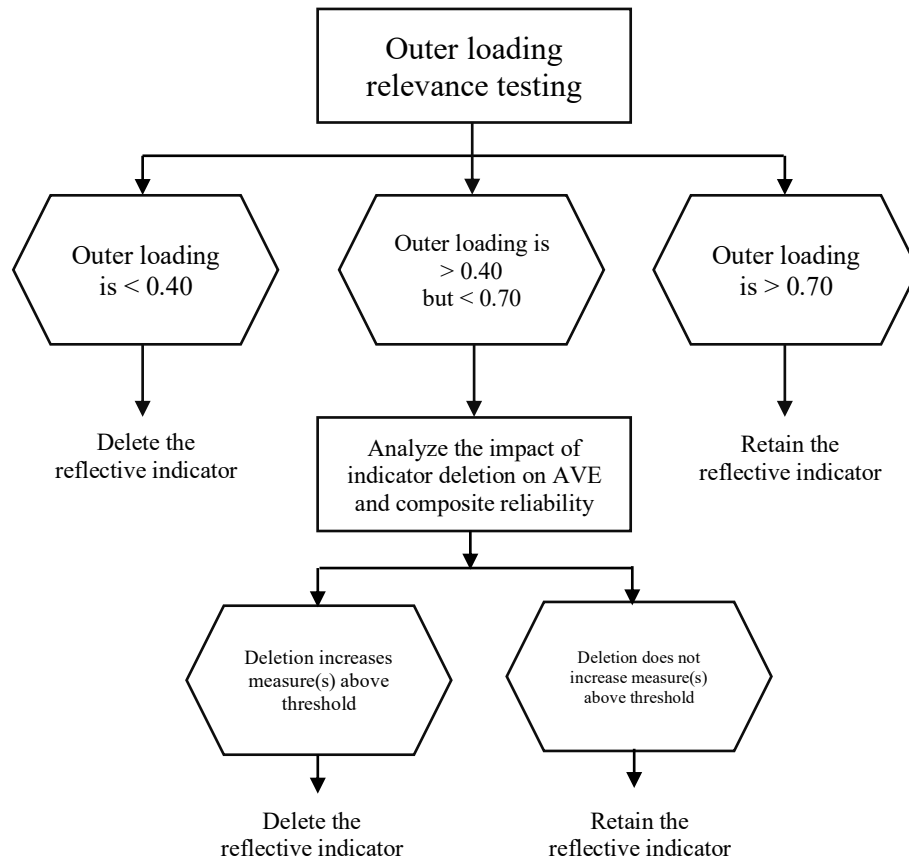 Outer loading
relevance testing
Outer loading
is < 0.40
Outer loading is
> 0.40
but < 0.70
Outer loading
is > 0.70
Delete the
reflective indicator
Analyze the impact of
indicator deletion on AVE
and composite reliability
Retain the
reflective indicator
Deletion increases
measure(s) above
threshold
Deletion does not
increase measure(s)
above threshold
Delete the
reflective indicator
Retain the
reflective indicator